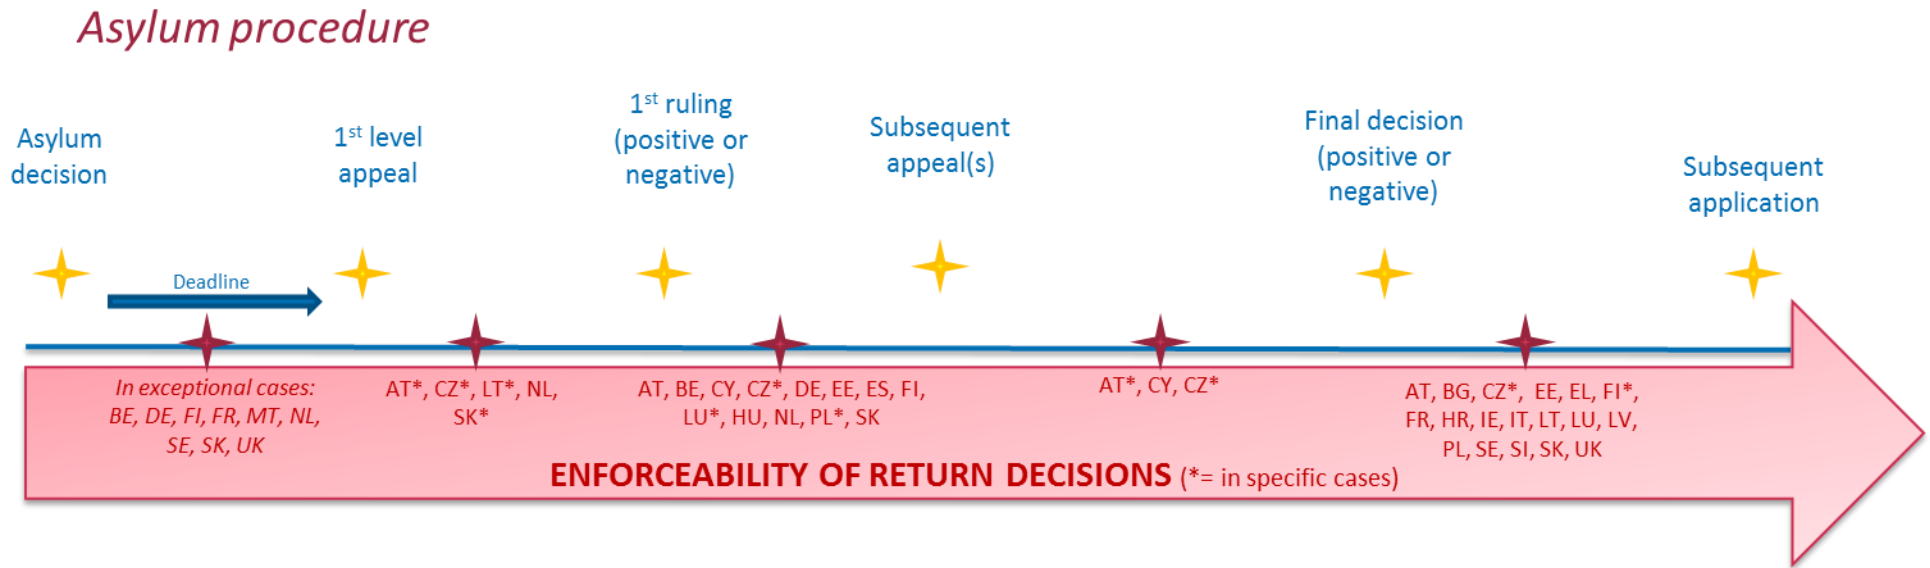 Asylum procedure
Asylum
decision
1st level
appeal
1st ruling
(positive or
negative)
Subsequent
appeal(s)
Final decision
(positive or
negative)
Subsequent
application
Deadline
In exceptional cases:
BE, DE, FI, FR, MT, NL,
SE, SK, UK
AT*, CZ*, LT*, NL,
SK*
AT, BE, CY, CZ*, DE, EE, ES, FI,
LU*, HU, NL, PL*, SK
AT*, CY, CZ*
AT, BG, CZ*, EE, EL, FI*,
FR, HR, IE, IT, LT, LU, LV,
PL, SE, SI, SK, UK
ENFORCEABILITY OF RETURN DECISIONS (*= in specific cases)